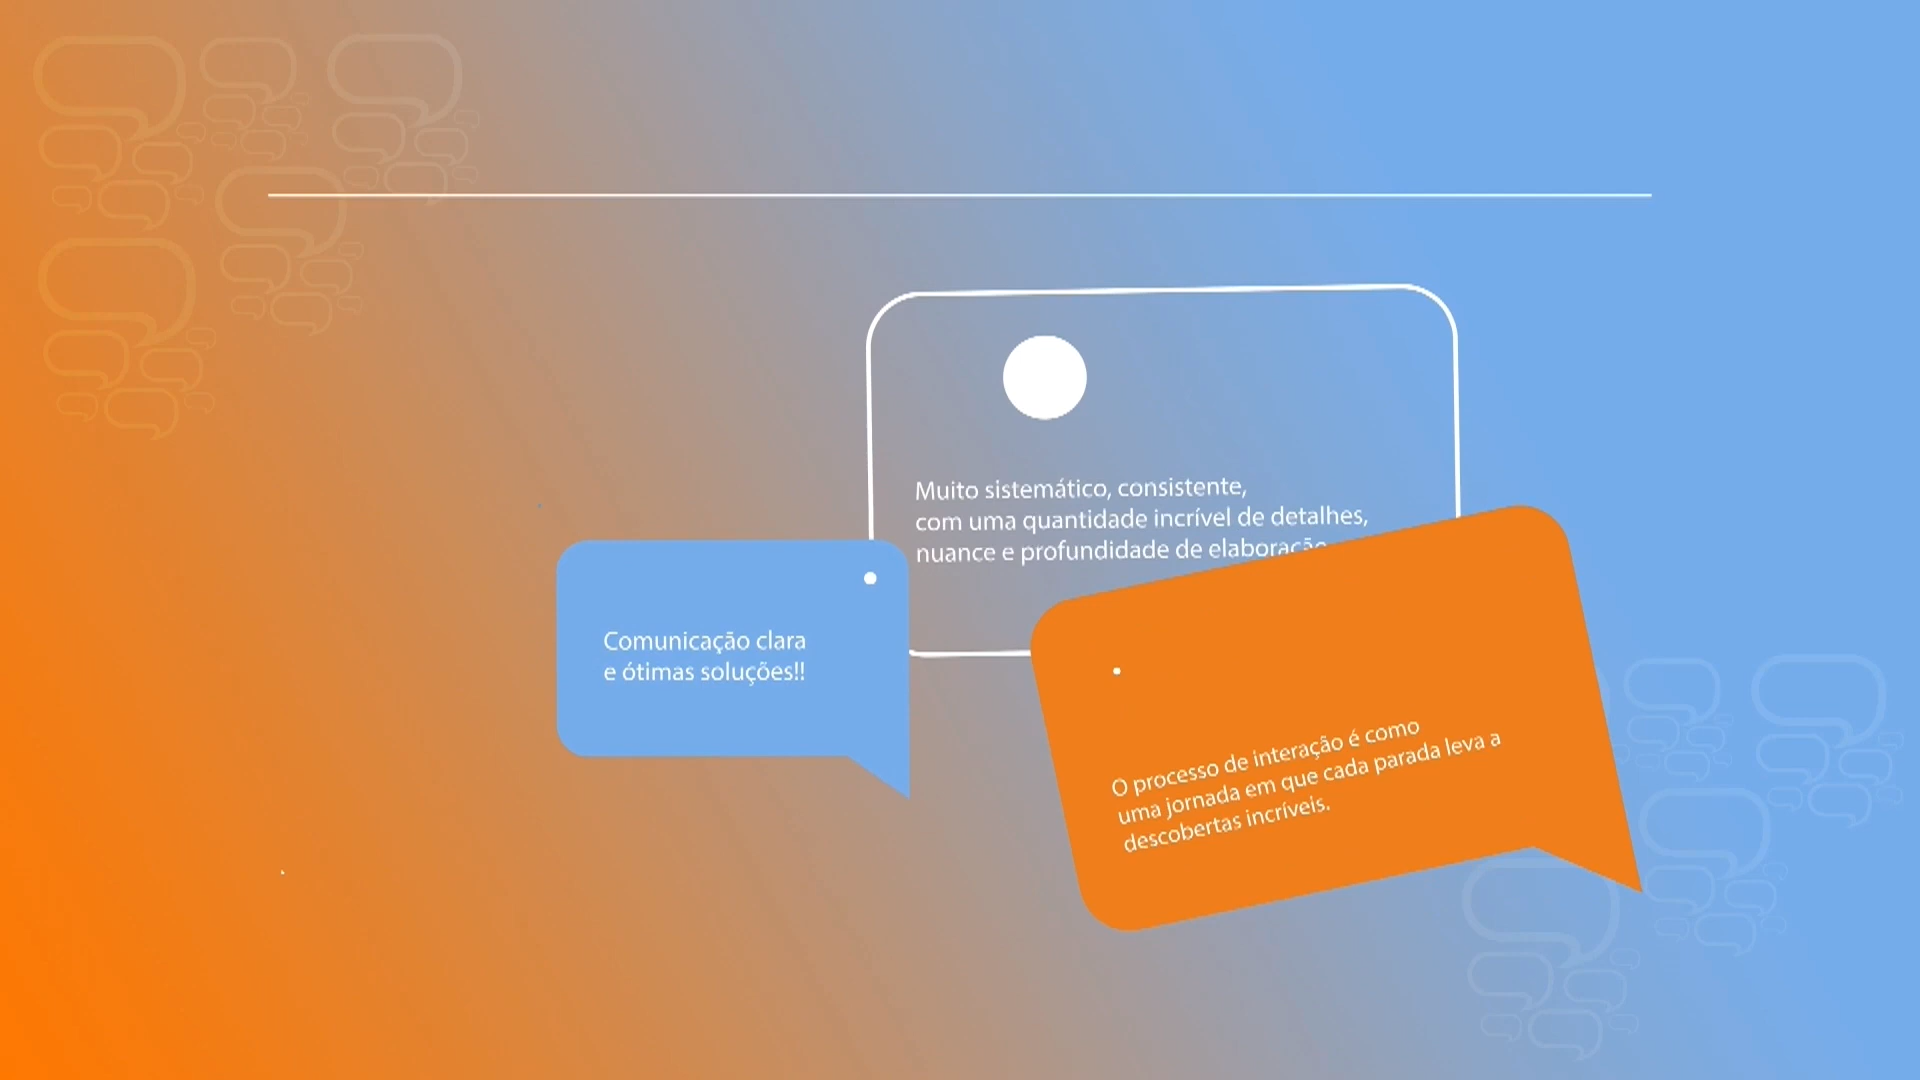 Muito sistemático, consistente,
com uma quantidade incrível de detalhes,
nuance e profundidade de elaboração
Comunicação clara
e ótimas soluções!!
O processo de interação é como
uma jornada em que cada parada leva a
descobertas incríveis.